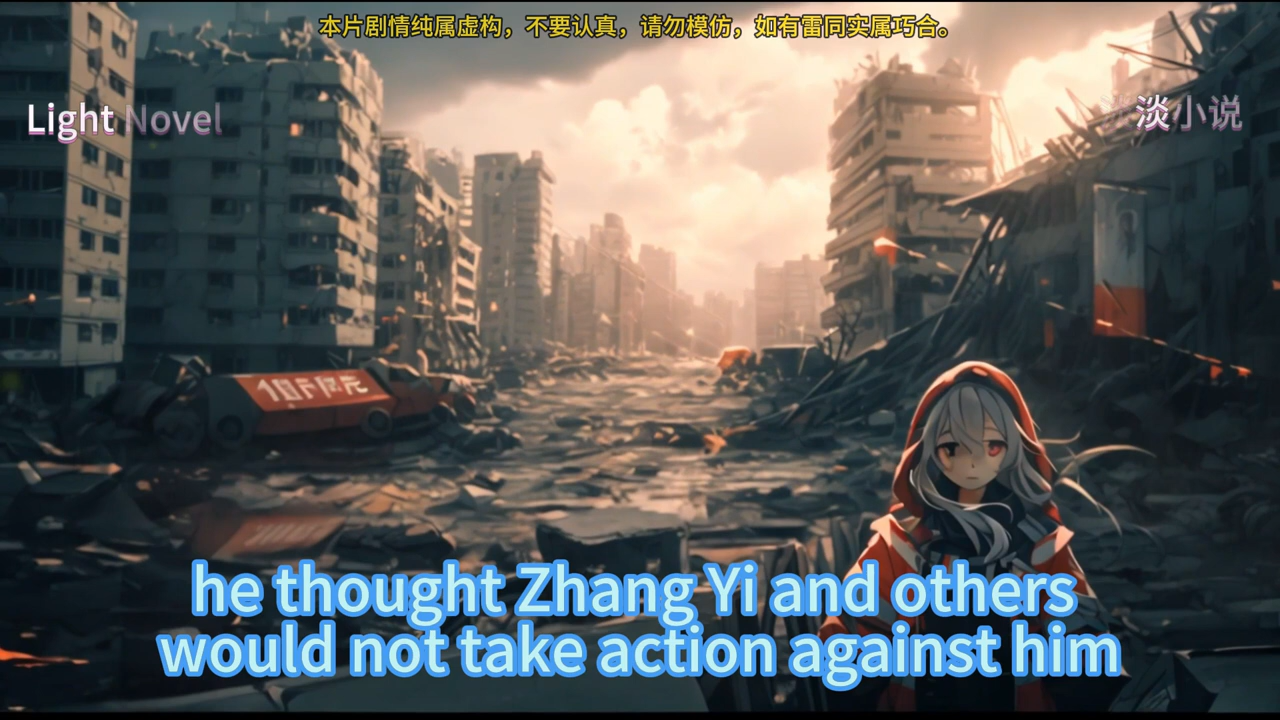 本片剧情纯属虚构，不要认真，请勿模仿，如有雷同实属巧合。
Light Novel
淡小说
he thought Zhang Yi and others
would not take action against him